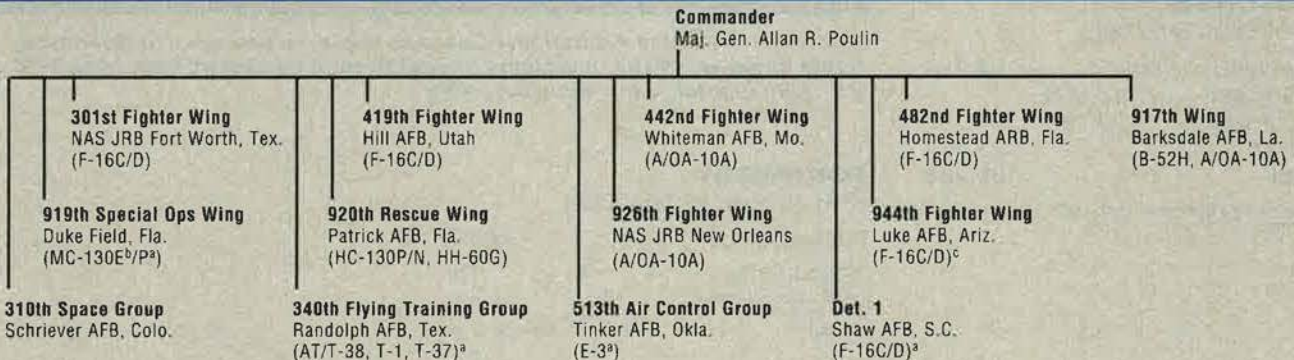 Commander
Maj. Gen. Allan R. Poulin
301st Fighter Wing
NAS JRB Fort Worth, Tex.
(F-16C/D)
419th Fighter Wing
Hill AFB, Utah
(F-16C/D)
442nd Fighter Wing
Whiteman AFB, Mo.
(A/OA-10A)
482nd Fighter Wing
Homestead ARB, Fla.
(F-16C/D)
917th Wing
Barksdale AFB, La.
(B-52H, A/OA-10A)
919th Special Ops Wing
Duke Field, Fla.
(MC-130Eᵇ/Pᵃ)
920th Rescue Wing
Patrick AFB, Fla.
(HC-130P/N, HH-60G)
926th Fighter Wing
NAS JRB New Orleans
(A/OA-10A)
944th Fighter Wing
Luke AFB, Ariz.
(F-16C/D)ᶜ
310th Space Group
Schriever AFB, Colo.
340th Flying Training Group
Randolph AFB, Tex.
(AT/T-38, T-1, T-37)ᵃ
513th Air Control Group
Tinker AFB, Okla.
(E-3ᵃ)
Det. 1
Shaw AFB, S.C.
(F-16C/D)ᵃ